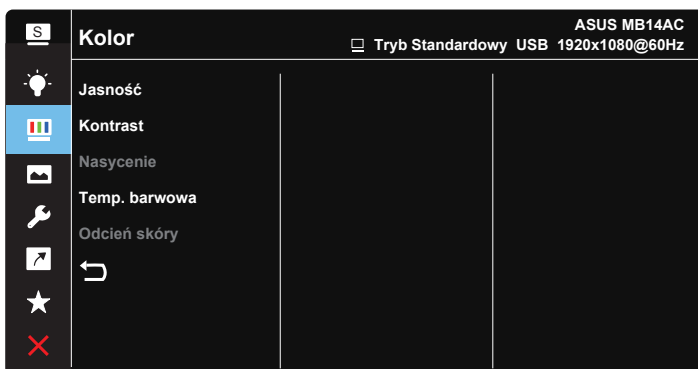 S
Kolor
ASUS MB14AC
Tryb Standardowy USB 1920x1080@60Hz
Jasność
Kontrast
Nasycenie
Temp. barwowa
Odcień skóry